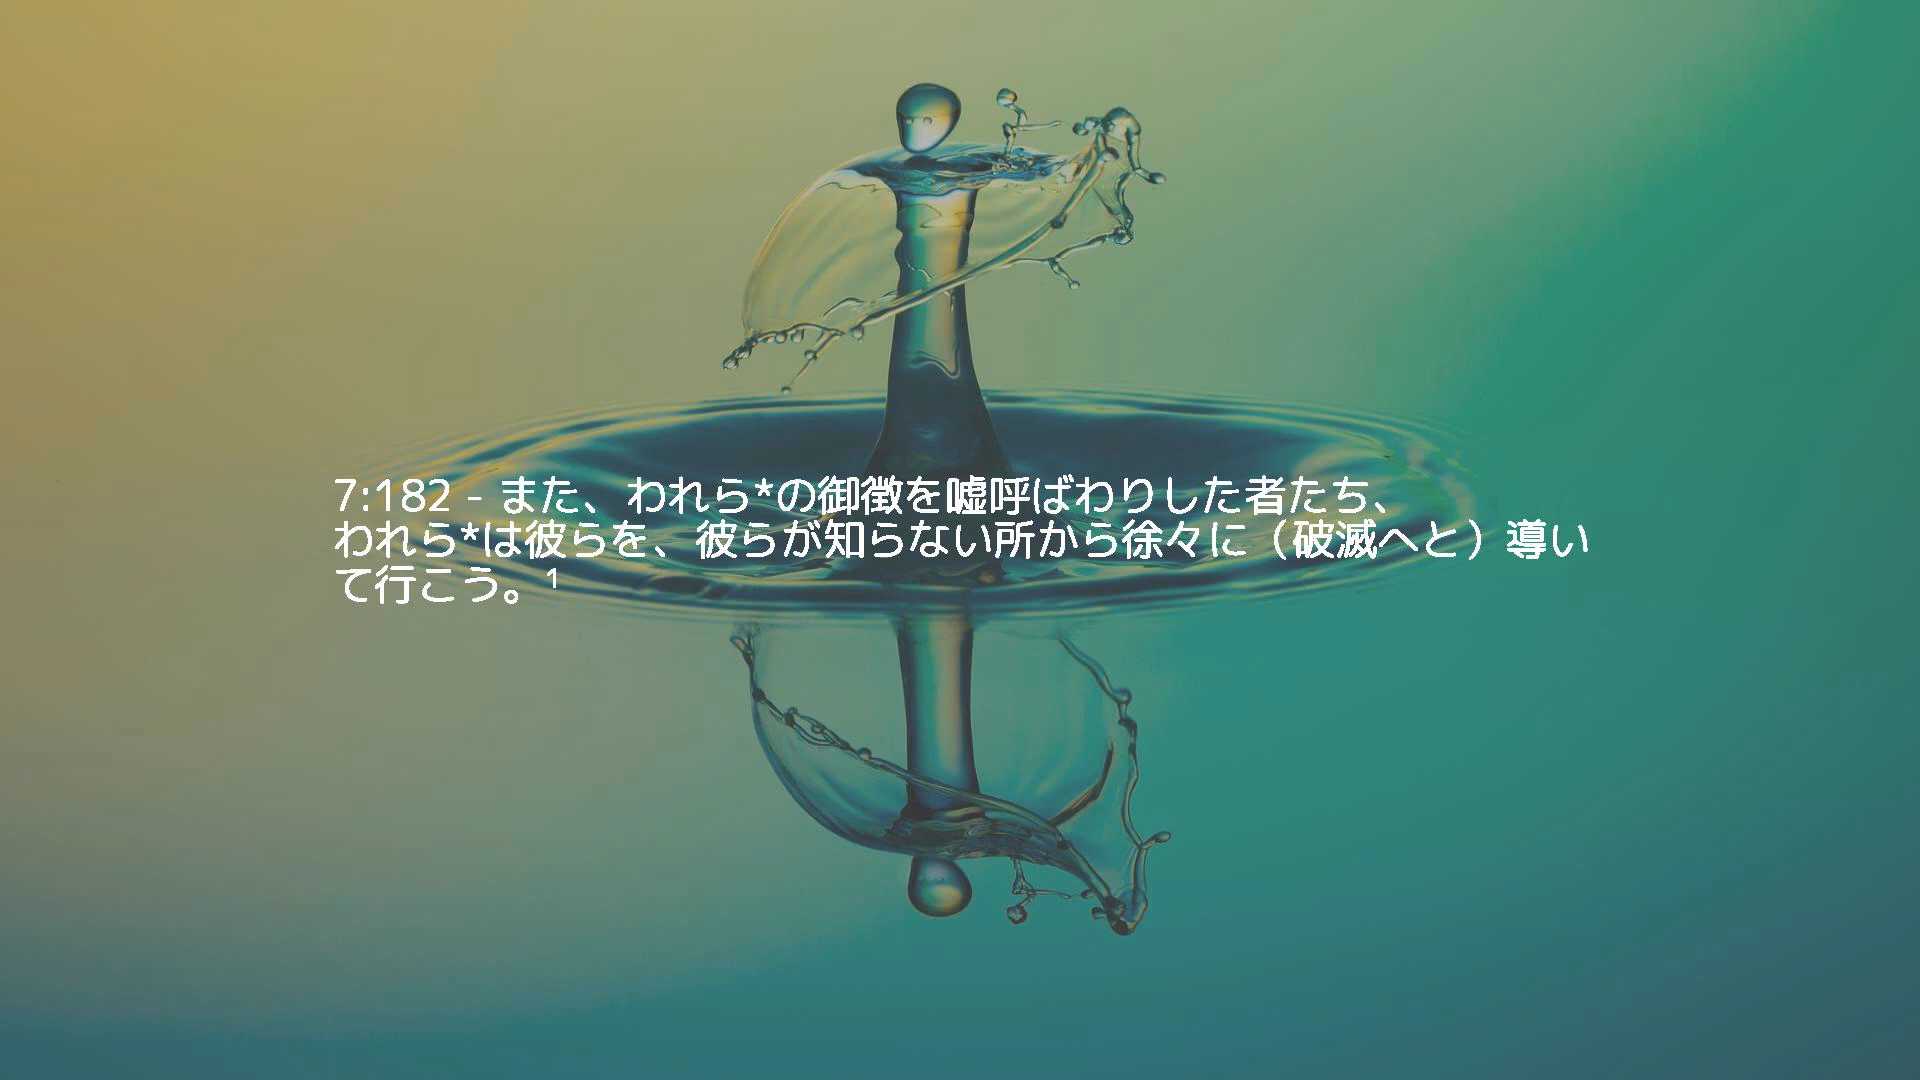 7:182 - また、われら*の御徴を嘘呼ばわりした者たち、
われら*は彼らを、彼らが知らない所から徐々に（破滅へと）導い
て行こう。¹